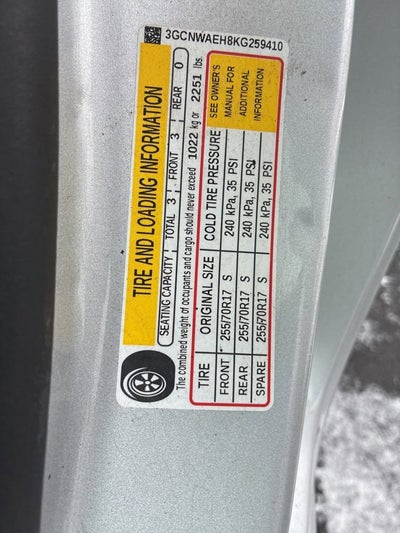 3GCNWAEH8KG259410
TIRE AND LOADING INFORMATION
SEATING CAPACITY TOTAL 3 FRONT 3 REAR 0
The combined weight of occupants and cargo should never exceed 1022 kg or 2251 lbs.
TIRE ORIGINAL SIZE COLD TIRE PRESSURE
FRONT 255/70R17 S 240 kPa, 35 PSI
REAR 255/70R17 S 240 kPa, 35 PSI
SPARE 255/70R17 S 240 kPa, 35 PSI
SEE OWNER'S
MANUAL FOR
ADDITIONAL
INFORMATION